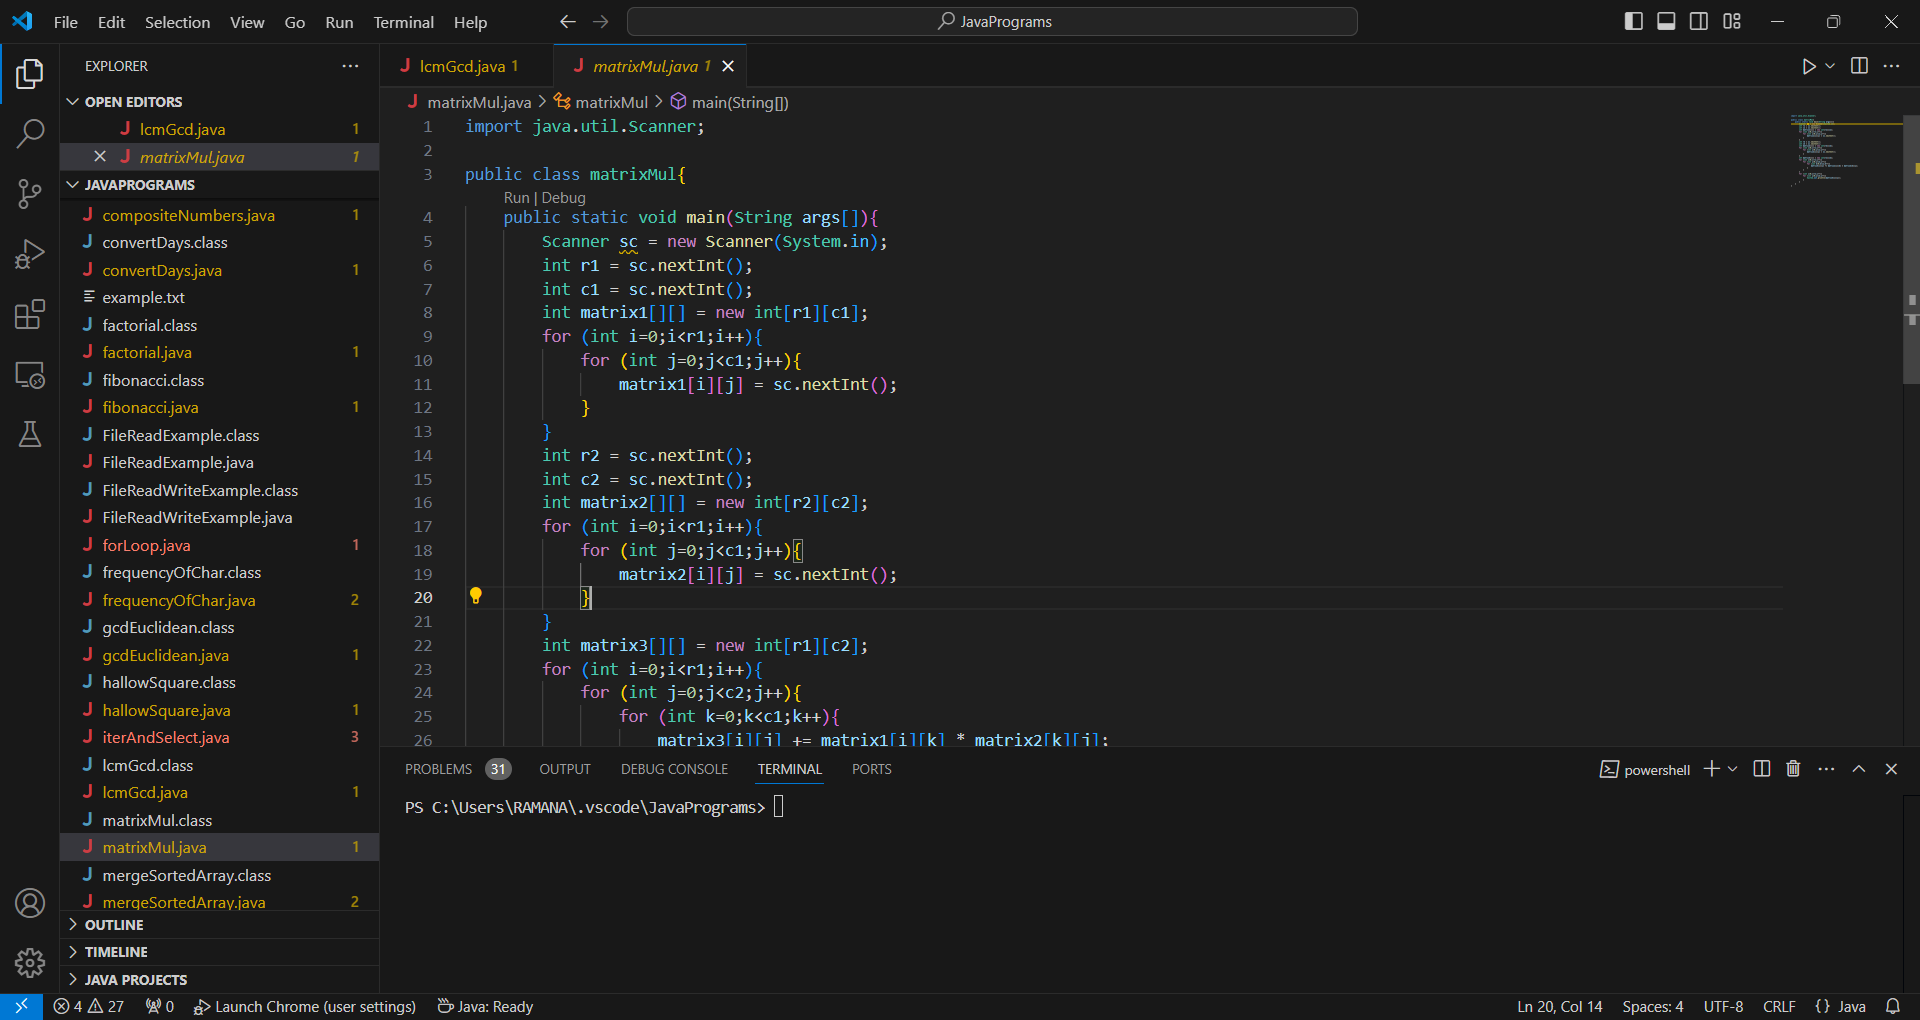 File Edit Selection View Go Run Terminal Help JavaPrograms
EXPLORER
OPEN EDITORS
lcmGcd.java 1
matrixMul.java 1
JAVAPROGRAMS
compositeNumbers.java 1
convertDays.class
convertDays.java 1
example.txt
factorial.class
factorial.java 1
fibonacci.class
fibonacci.java 1
FileReadExample.class
FileReadExample.java
FileReadWriteExample.class
FileReadWriteExample.java
forLoop.java 1
frequencyOfChar.class
frequencyOfChar.java 2
gcdEuclidean.class
gcdEuclidean.java 1
hallowSquare.class
hallowSquare.java 1
iterAndSelect.java 3
lcmGcd.class
lcmGcd.java 1
matrixMul.class
matrixMul.java 1
mergeSortedArray.class
mergeSortedArray.java 2
OUTLINE
TIMELINE
JAVA PROJECTS
lcmGcd.java 1 matrixMul.java 1
matrixMul.java > matrixMul > main(String[])
1 import java.util.Scanner;
2
3 public class matrixMul{
Run | Debug
4 public static void main(String args[]){
5 Scanner sc = new Scanner(System.in);
6 int r1 = sc.nextInt();
7 int c1 = sc.nextInt();
8 int matrix1[][] = new int[r1][c1];
9 for (int i=0;i<r1;i++){
10 for (int j=0;j<c1;j++){
11 matrix1[i][j] = sc.nextInt();
12 }
13 }
14 int r2 = sc.nextInt();
15 int c2 = sc.nextInt();
16 int matrix2[][] = new int[r2][c2];
17 for (int i=0;i<r1;i++){
18 for (int j=0;j<c1;j++){
19 matrix2[i][j] = sc.nextInt();
20 }
21 }
22 int matrix3[][] = new int[r1][c2];
23 for (int i=0;i<r1;i++){
24 for (int j=0;j<c2;j++){
25 for (int k=0;k<c1;k++){
26 matrix3[i][j] += matrix1[i][k] * matrix2[k][j];
PROBLEMS 31 OUTPUT DEBUG CONSOLE TERMINAL PORTS powershell
PS C:\Users\RAMANA\.vscode\JavaPrograms>
4 27 0 Launch Chrome (user settings) Java: Ready Ln 20, Col 14 Spaces: 4 UTF-8 CRLF {} Java